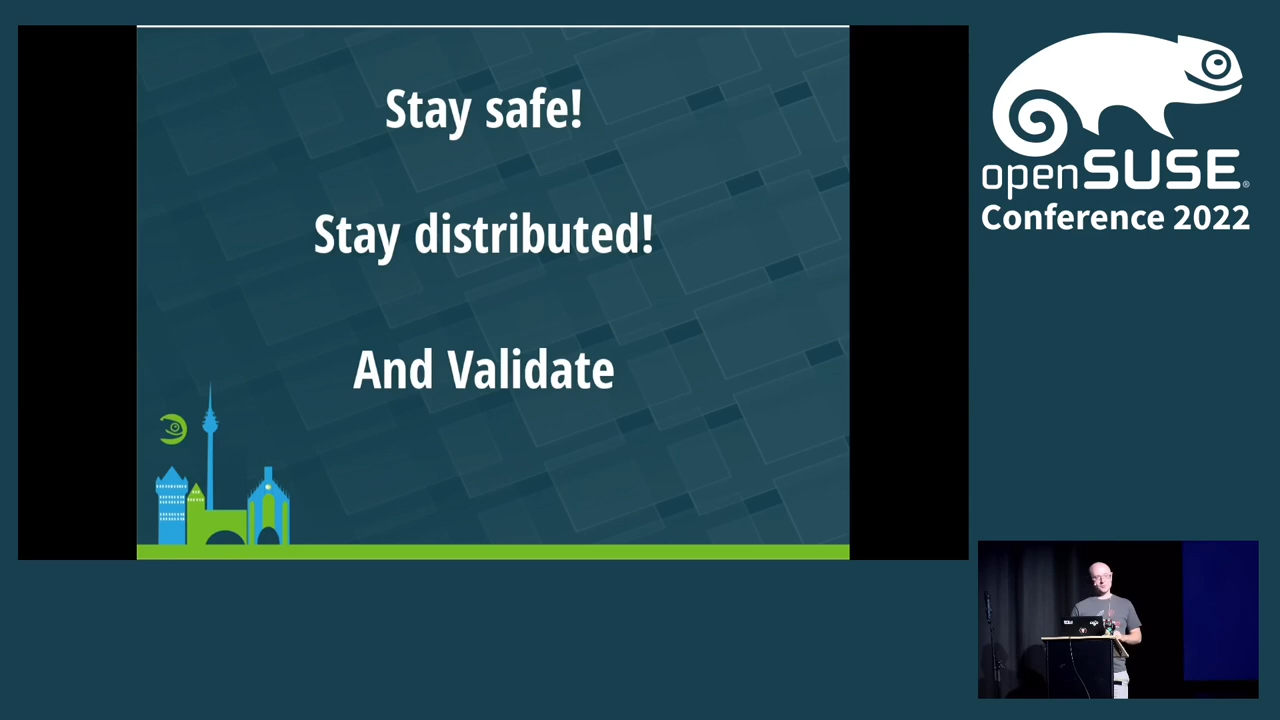 Stay safe!
Stay distributed!
And Validate
openSUSE®
Conference 2022